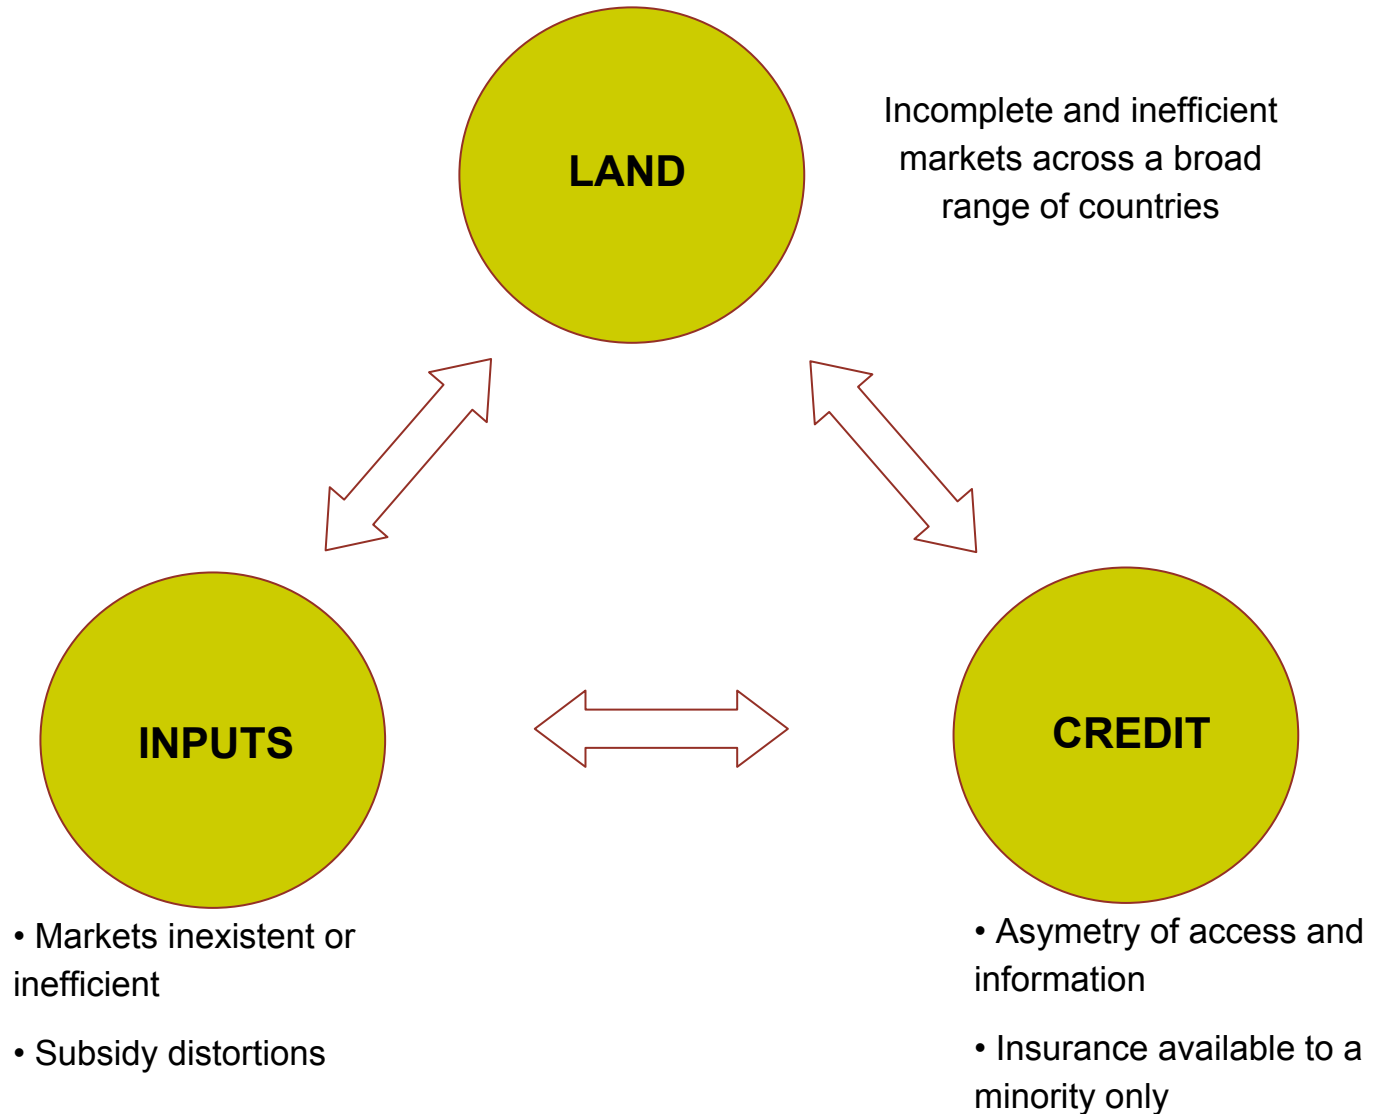 LAND
Incomplete and inefficient
markets across a broad
range of countries
INPUTS
CREDIT
• Markets inexistent or
inefficient
• Subsidy distortions
• Asymetry of access and
information
• Insurance available to a
minority only